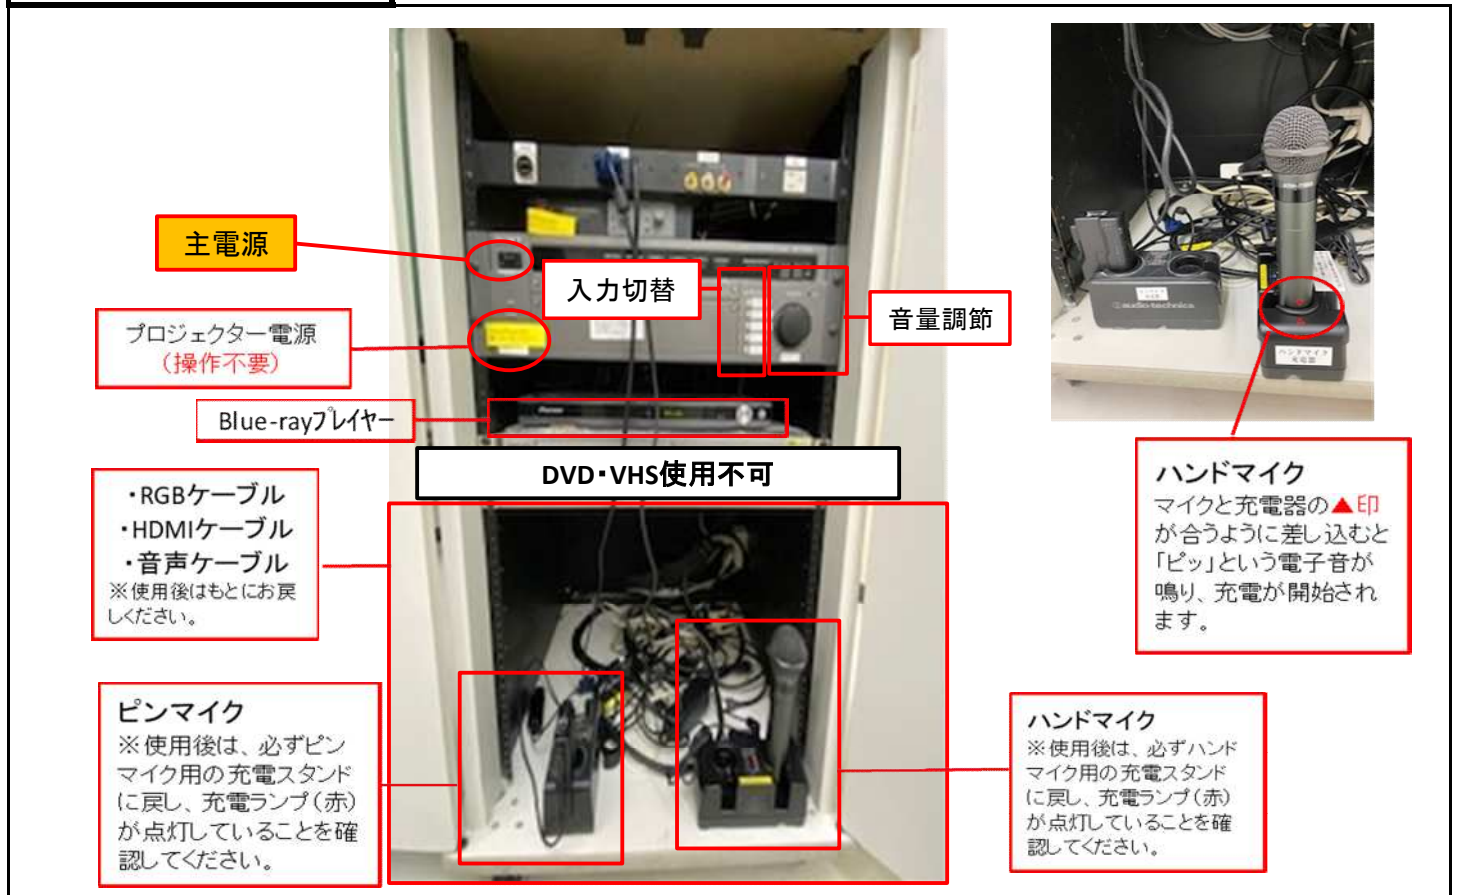 主電源
プロジェクター電源
（操作不要）
入力切替
音量調節
Blue-rayプレイヤー
DVD・VHS使用不可
・RGBケーブル
・HDMIケーブル
・音声ケーブル
※使用後はもとにお戻
しください。
ピンマイク
※使用後は、必ずピン
マイク用の充電スタンド
に戻し、充電ランプ（赤）
が点灯していることを確
認してください。
ハンドマイク
※使用後は、必ずハンド
マイク用の充電スタンド
に戻し、充電ランプ（赤）
が点灯していることを確
認してください。
audio-technica
ハンドマイク
充電器
ハンドマイク
マイクと充電器の▲印
が合うように差し込むと
「ピッ」という電子音が
鳴り、充電が開始され
ます。